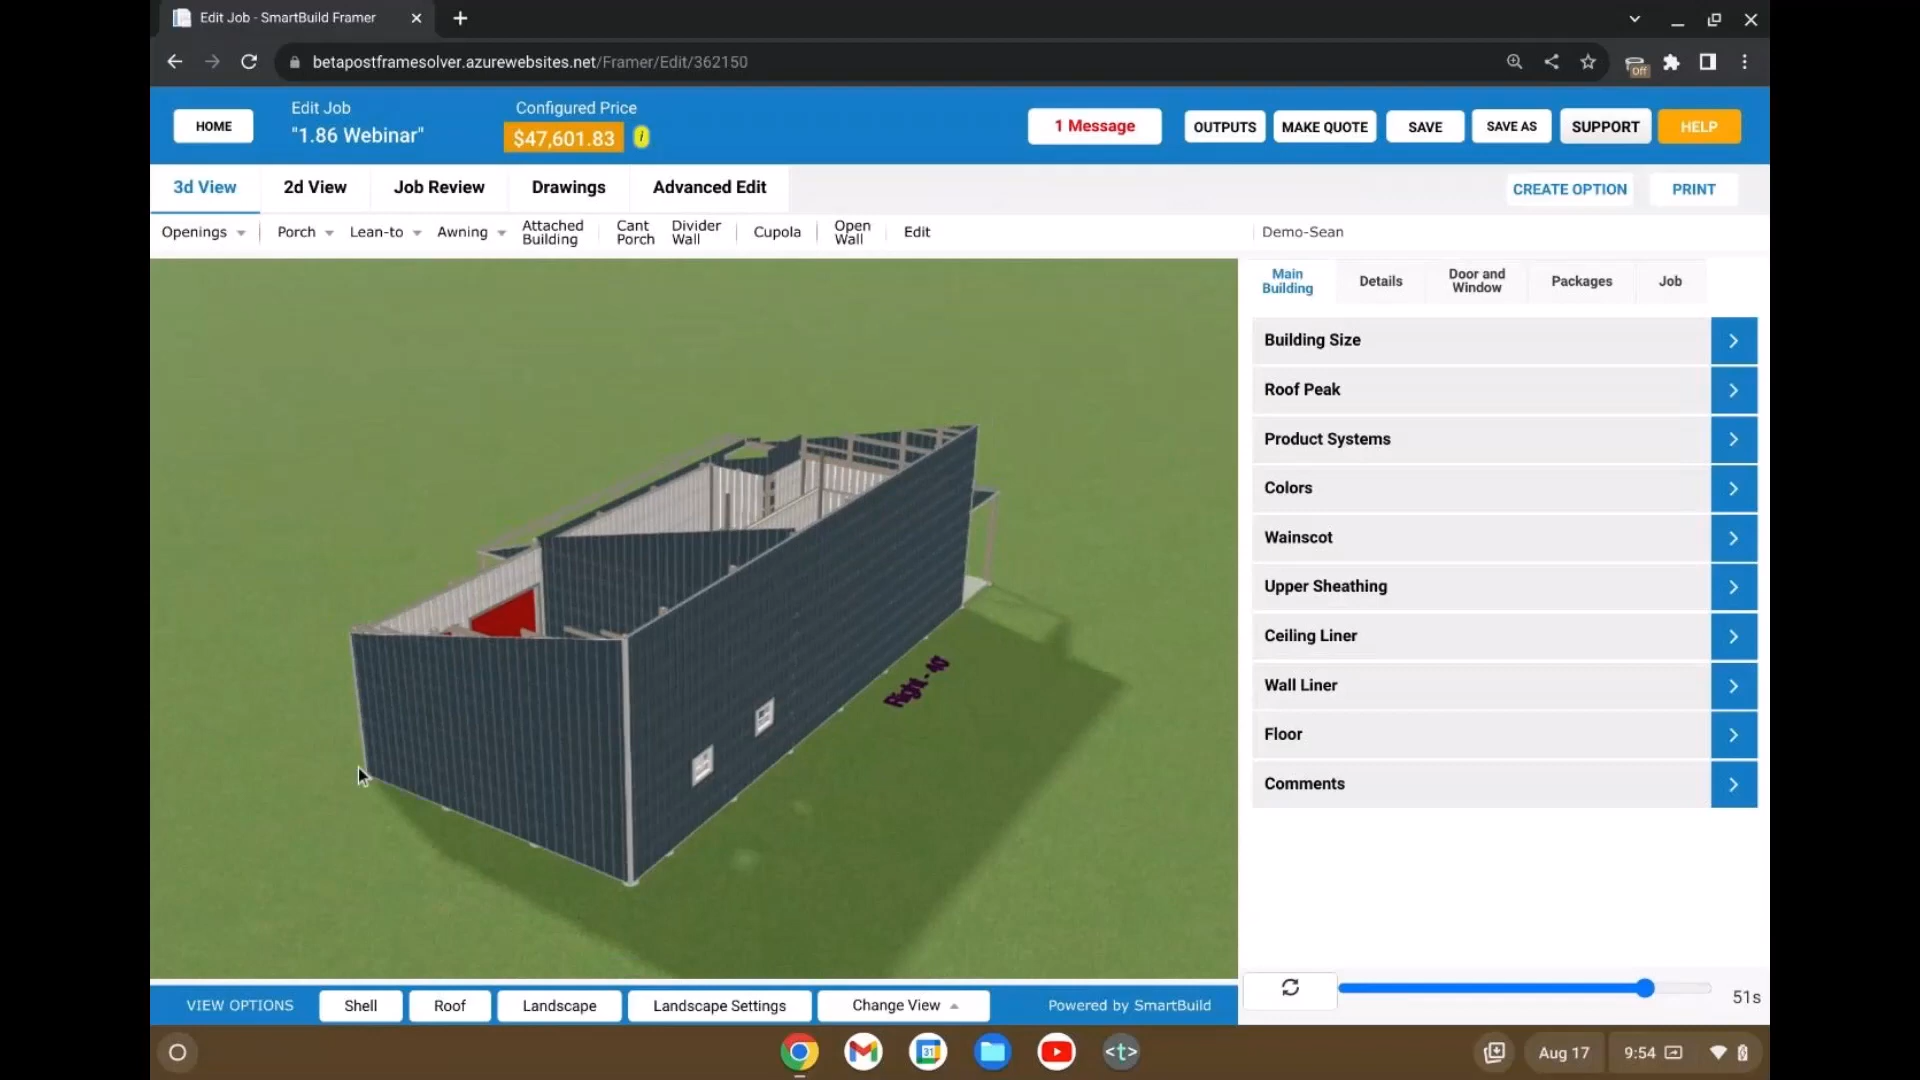 Edit Job - SmartBuild Framer
betapostframesolver.azurewebsites.net/Framer/Edit/362150
Off
HOME
Edit Job
"1.86 Webinar"
Configured Price
$47,601.83
i
1 Message
OUTPUTS
MAKE QUOTE
SAVE
SAVE AS
SUPPORT
HELP
3d View
2d View
Job Review
Drawings
Advanced Edit
CREATE OPTION
PRINT
Openings
Porch
Lean-to
Awning
Attached
Building
Cant
Porch
Divider
Wall
Cupola
Open
Wall
Edit
Demo-Sean
Main
Building
Details
Door and
Window
Packages
Job
Building Size
Roof Peak
Product Systems
Colors
Wainscot
Upper Sheathing
Ceiling Liner
Wall Liner
Floor
Comments
Right - 40'
51s
VIEW OPTIONS
Shell
Roof
Landscape
Landscape Settings
Change View
Powered by SmartBuild
31
<t>
Aug 17
9:54